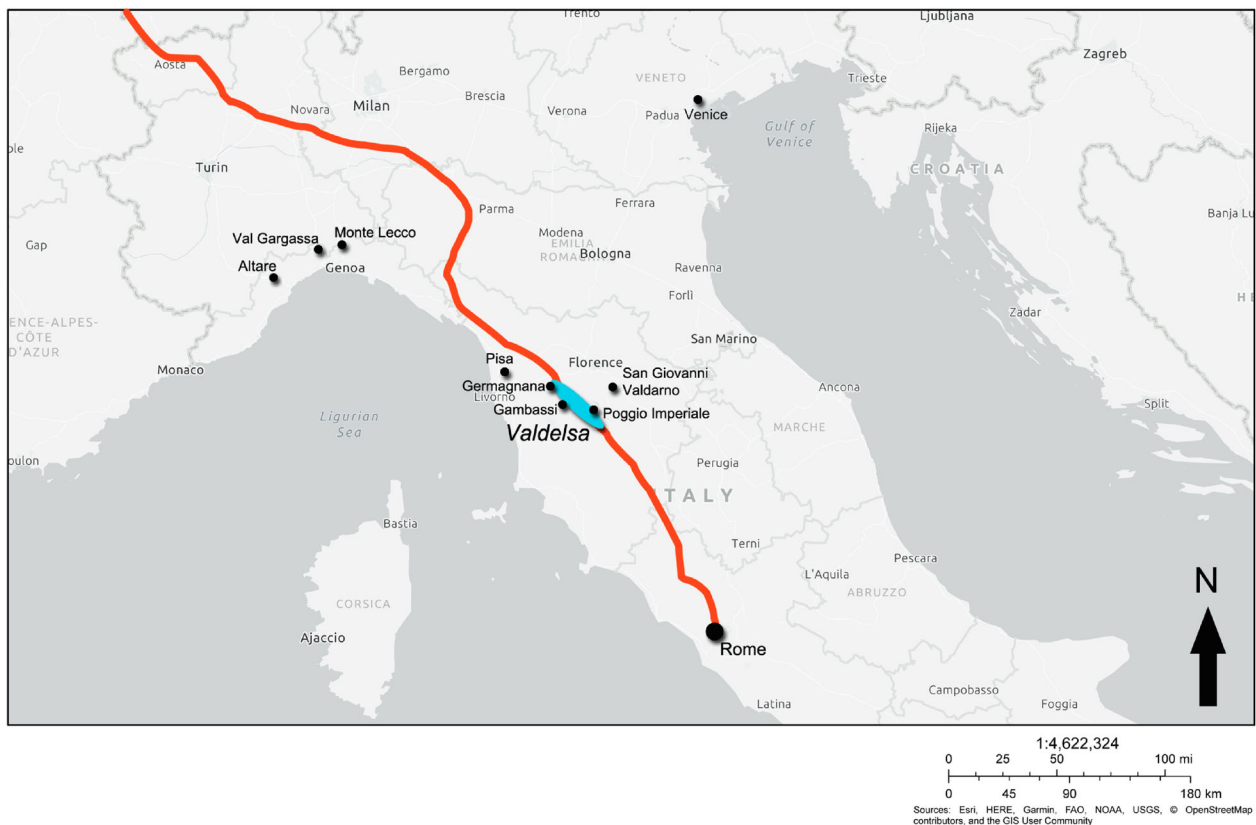 Trento
Ljubljana
Aosta
Bergamo
VENETO
Trieste
Zagreb
Novara
Milan
Brescia
Verona
Padua
Venice
Gulf of
Venice
Rijeka
ole
Turin
CROATIA
Parma
Ferrara
Banja Lu
Gap
Val Gargassa
Monte Lecco
Modena
EMILIA
ROMAGNA
Bologna
Altare
Genoa
Ravenna
Forlì
H E
ENCE-ALPES-
CÔTE
D'AZUR
Zadar
San Marino
Monaco
Pisa
Florence
San Giovanni
Valdarno
Germagnana
Livorno
Ancona
Gambassi
Poggio Imperiale
Split
Ligurian
Sea
Valdelsa
MARCHE
oulon
Perugia
ITALY
Bastia
Terni
Pescara
L'Aquila
ABRUZZO
CORSICA
N
Ajaccio
Rome
Campobasso
Latina
Foggia
1:4,622,324
0 25 50 100 mi
0 45 90 180 km
Sources: Esri, HERE, Garmin, FAO, NOAA, USGS, © OpenStreetMap
contributors, and the GIS User Community